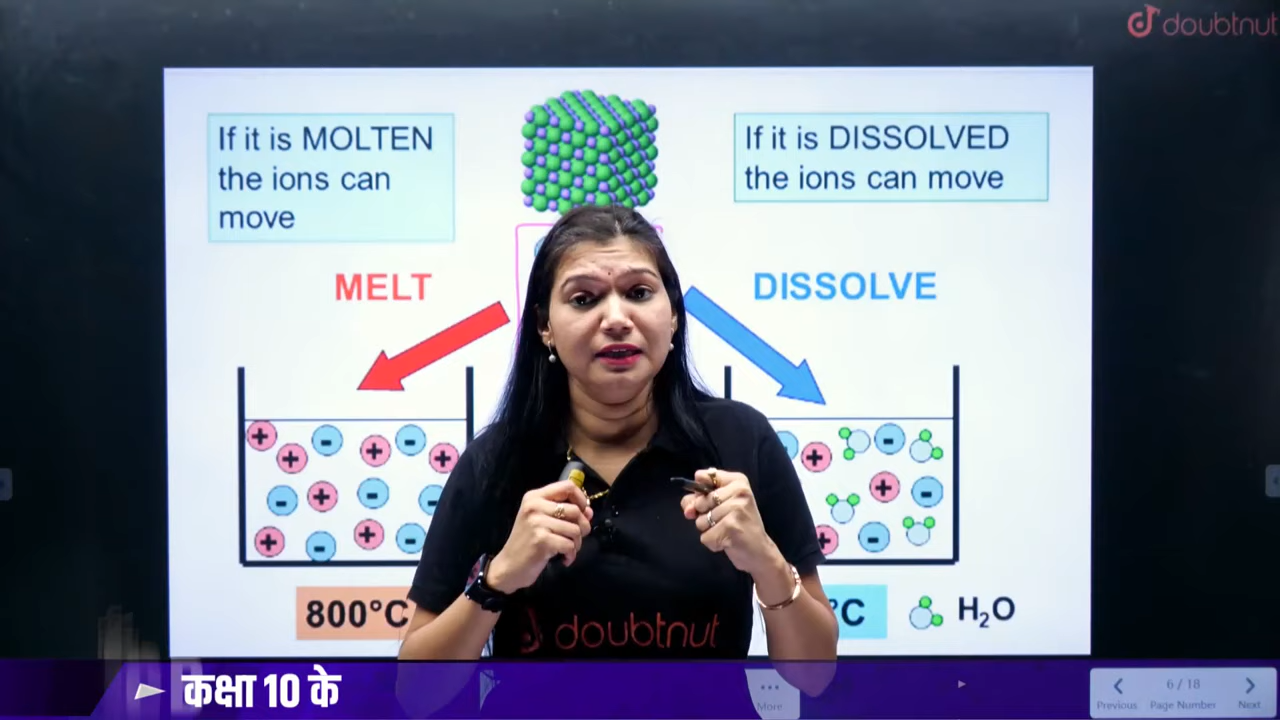 doubtnut
If it is MOLTEN
the ions can
move
If it is DISSOLVED
the ions can move
MELT
DISSOLVE
+ + - + - +
- + - -
+ - + -
- + - + -
+ - +
800°C
°C
H₂O
doubtnut
कक्षा 10 के
More
6 / 18
Previous Page Number Next